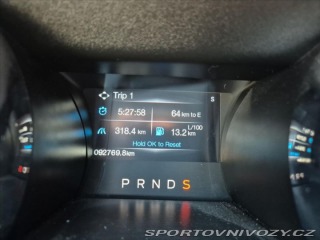 Trip 1
S
5:27:58
64 km to E
318.4 km
13.2 L/100 km
Hold OK to Reset
092769.8km
P R N D S
SPORTOVNIVOZY.CZ